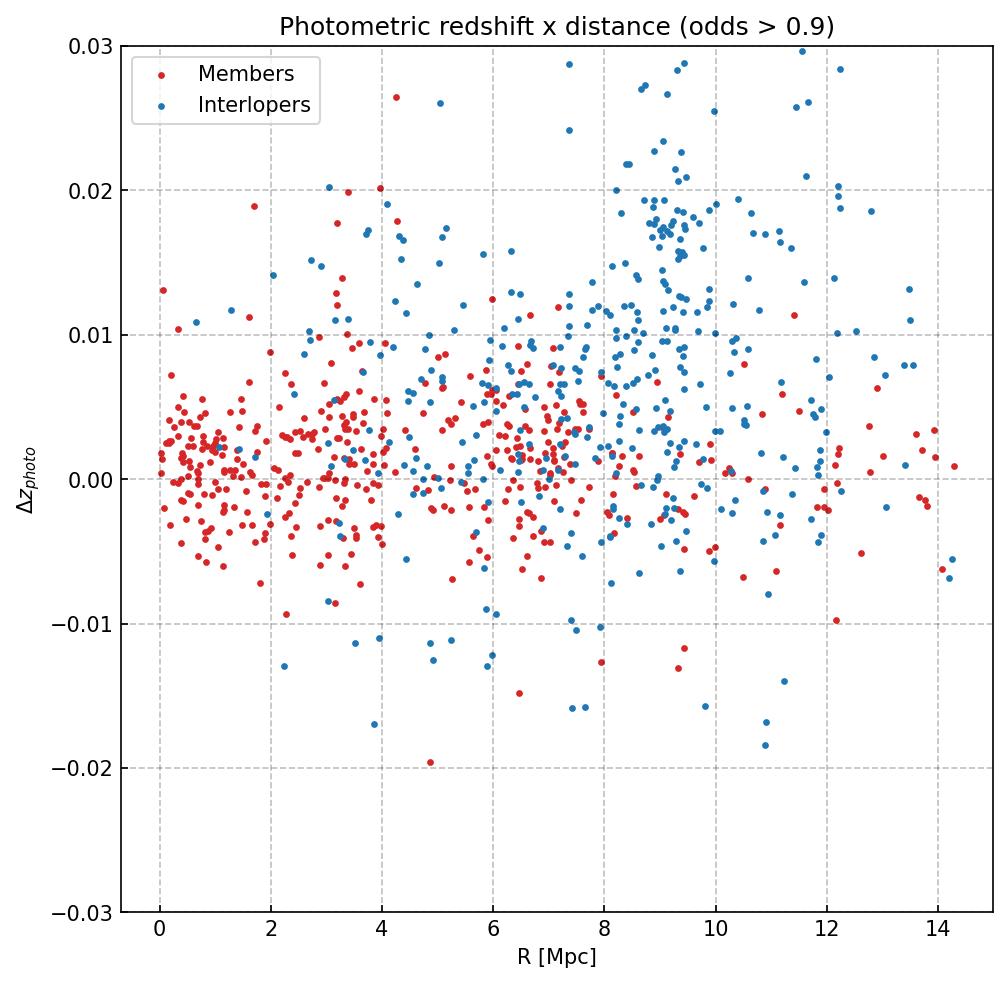 Photometric redshift x distance (odds > 0.9)
Members
Interlopers
0.03
0.02
0.01
0.00
−0.01
−0.02
−0.03
Δz_photo
0 2 4 6 8 10 12 14
R [Mpc]